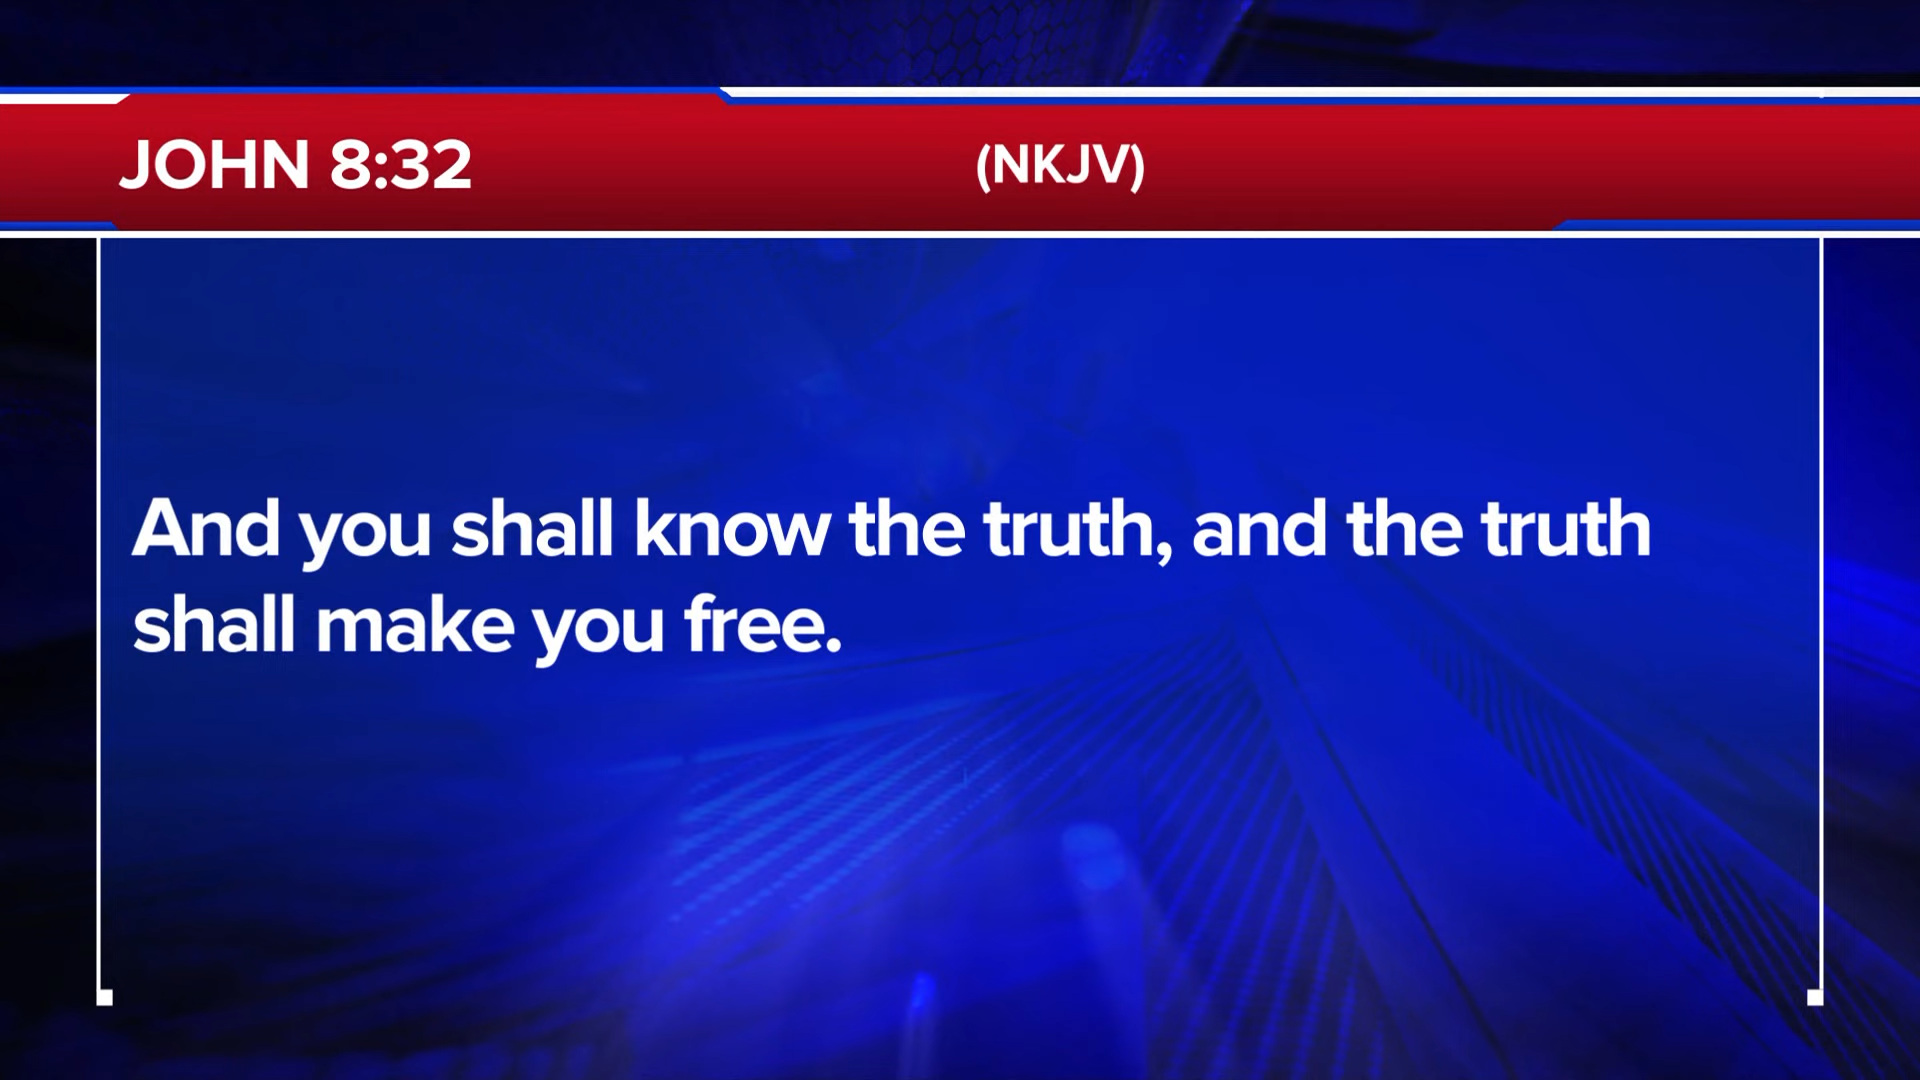 JOHN 8:32 (NKJV)
And you shall know the truth, and the truth
shall make you free.